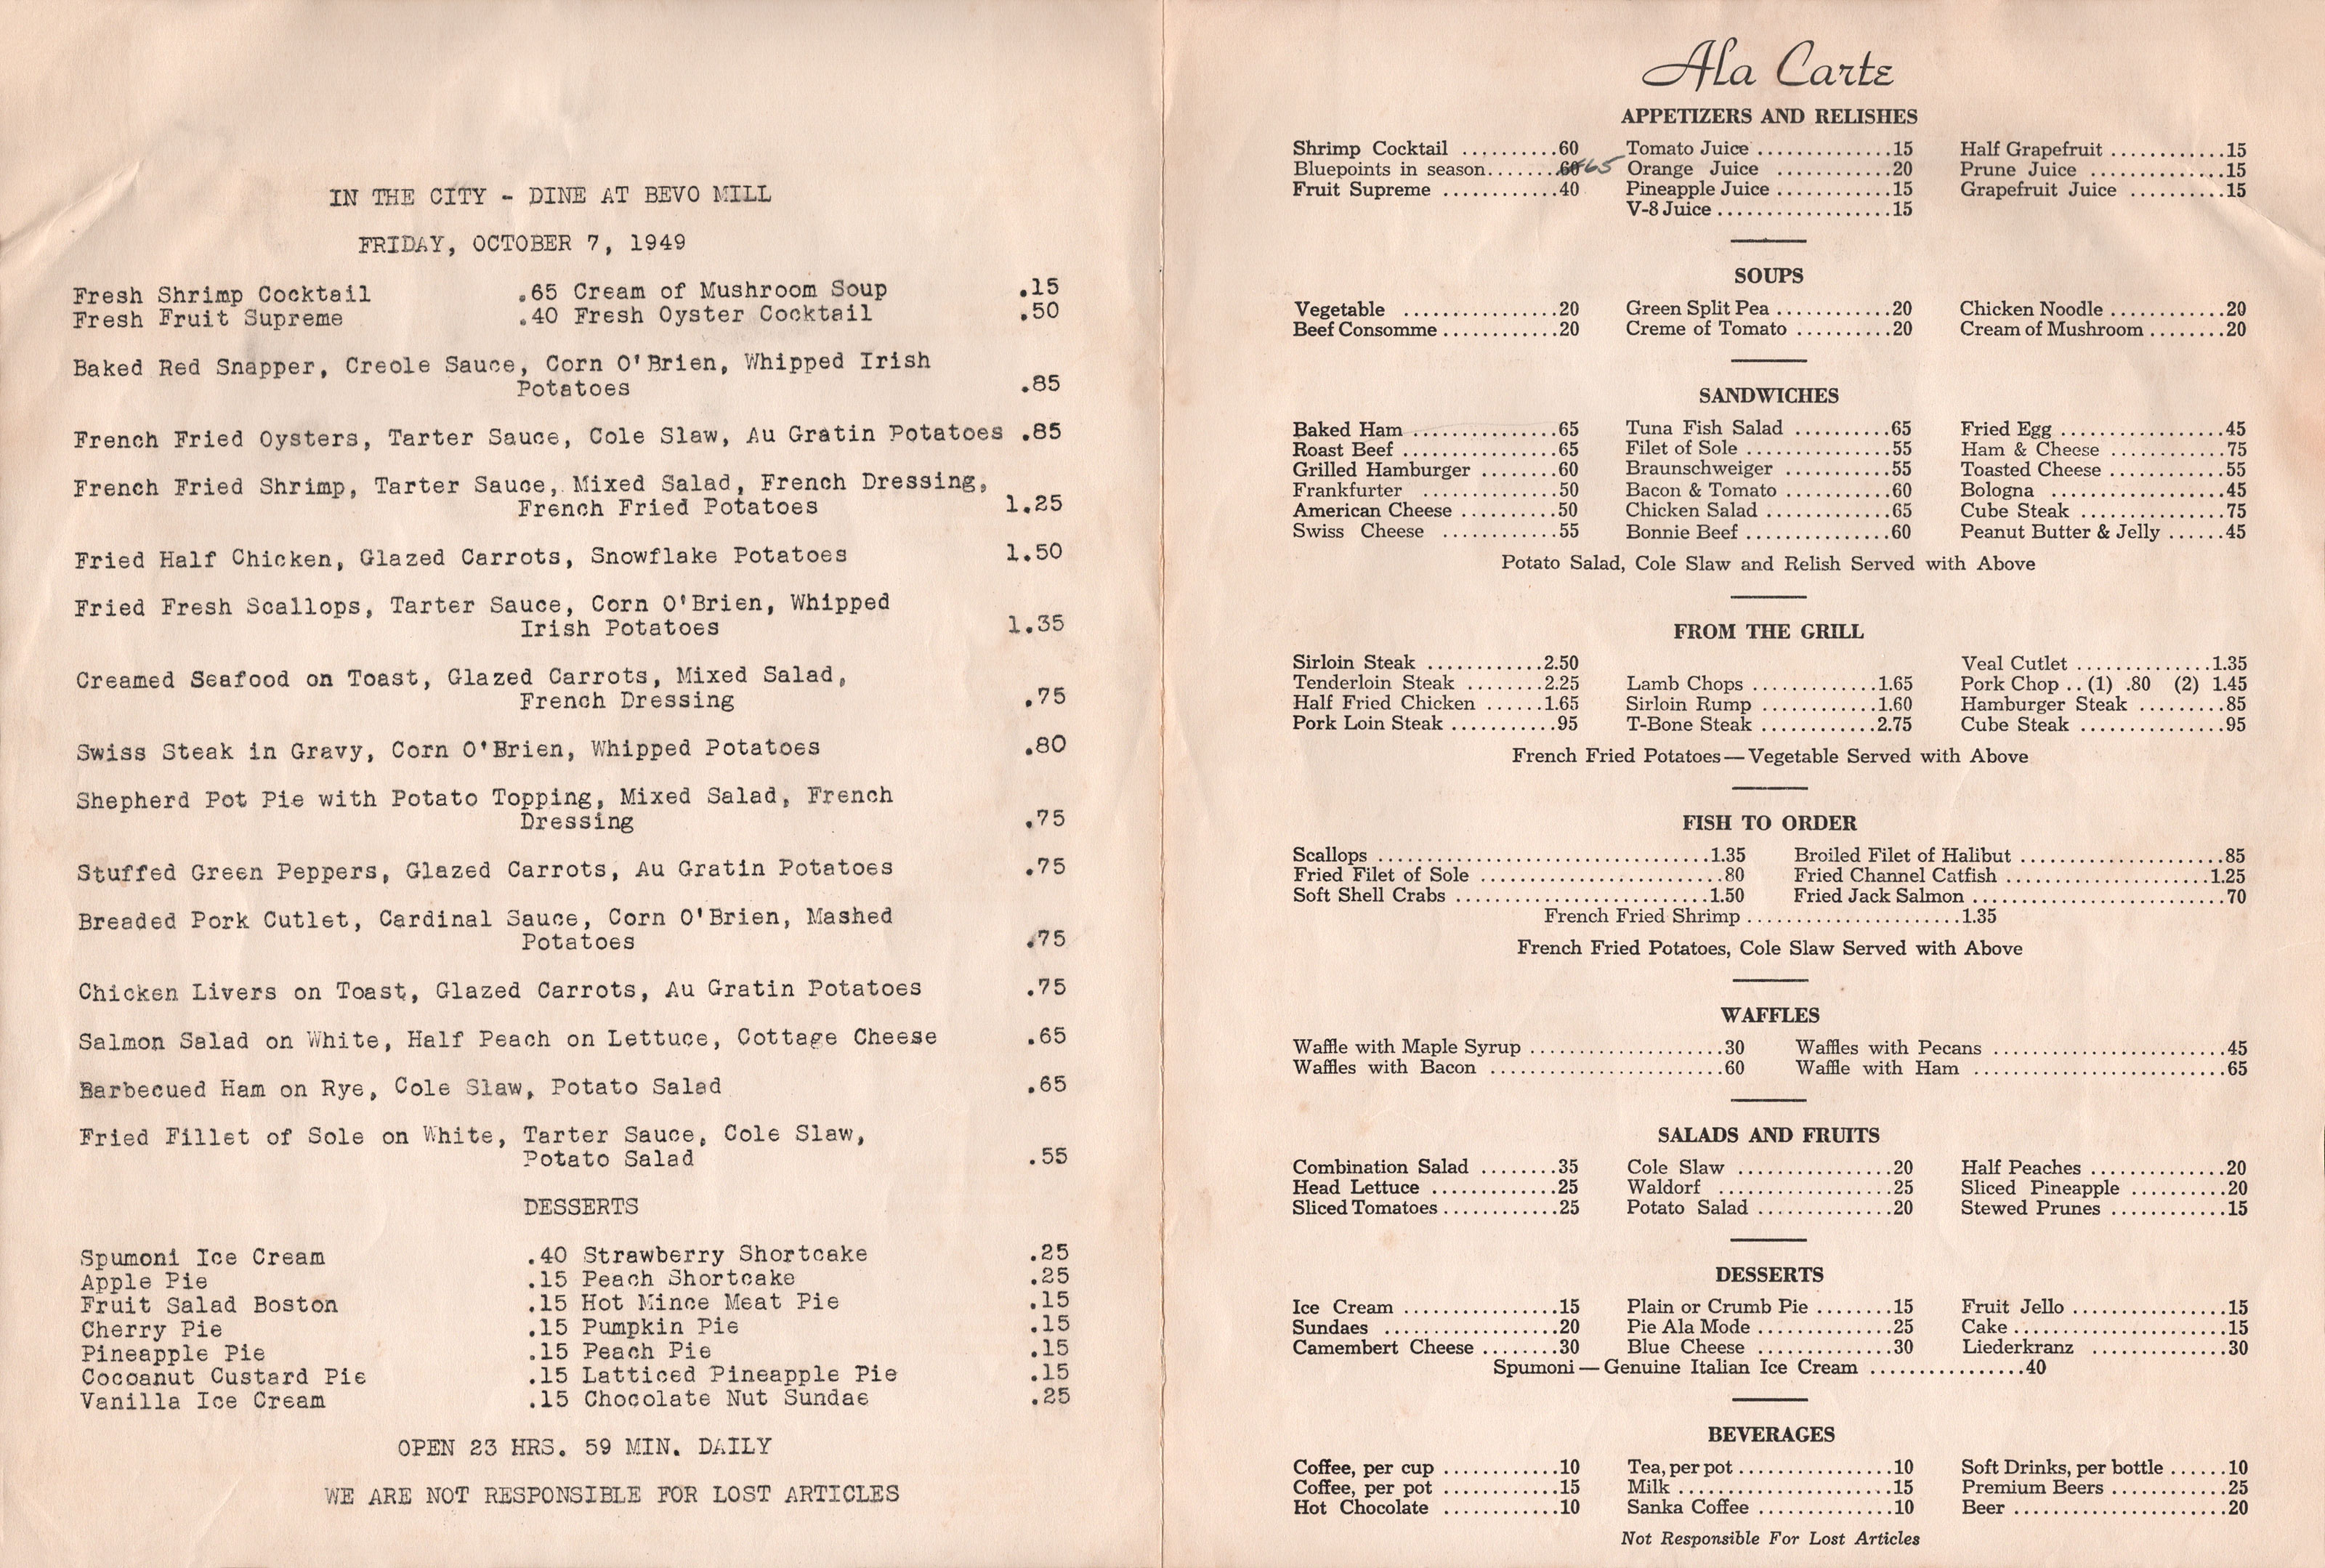 IN THE CITY - DINE AT BEVO MILL
FRIDAY, OCTOBER 7, 1949
Fresh Shrimp Cocktail .65 Cream of Mushroom Soup .15
Fresh Fruit Supreme .40 Fresh Oyster Cocktail .50
Baked Red Snapper, Creole Sauce, Corn O'Brien, Whipped Irish
Potatoes .85
French Fried Oysters, Tarter Sauce, Cole Slaw, Au Gratin Potatoes .85
French Fried Shrimp, Tarter Sauce, Mixed Salad, French Dressing,
French Fried Potatoes 1.25
Fried Half Chicken, Glazed Carrots, Snowflake Potatoes 1.50
Fried Fresh Scallops, Tarter Sauce, Corn O'Brien, Whipped
Irish Potatoes 1.35
Creamed Seafood on Toast, Glazed Carrots, Mixed Salad,
French Dressing .75
Swiss Steak in Gravy, Corn O'Brien, Whipped Potatoes .80
Shepherd Pot Pie with Potato Topping, Mixed Salad, French
Dressing .75
Stuffed Green Peppers, Glazed Carrots, Au Gratin Potatoes .75
Breaded Pork Cutlet, Cardinal Sauce, Corn O'Brien, Mashed
Potatoes .75
Chicken Livers on Toast, Glazed Carrots, Au Gratin Potatoes .75
Salmon Salad on White, Half Peach on Lettuce, Cottage Cheese .65
Barbecued Ham on Rye, Cole Slaw, Potato Salad .65
Fried Fillet of Sole on White, Tarter Sauce, Cole Slaw,
Potato Salad .55
DESSERTS
Spumoni Ice Cream .40 Strawberry Shortcake .25
Apple Pie .15 Peach Shortcake .25
Fruit Salad Boston .15 Hot Mince Meat Pie .15
Cherry Pie .15 Pumpkin Pie .15
Pineapple Pie .15 Peach Pie .15
Cocoanut Custard Pie .15 Latticed Pineapple Pie .15
Vanilla Ice Cream .15 Chocolate Nut Sundae .25
OPEN 23 HRS. 59 MIN. DAILY
WE ARE NOT RESPONSIBLE FOR LOST ARTICLES
Ala Carte
APPETIZERS AND RELISHES
Shrimp Cocktail ..........60 Tomato Juice ..............15 Half Grapefruit ............15
Bluepoints in season........60 65 Orange Juice ............20 Prune Juice ..............15
Fruit Supreme ............40 Pineapple Juice ...........15 Grapefruit Juice ..........15
V-8 Juice ..................15
SOUPS
Vegetable ...............20 Green Split Pea ............20 Chicken Noodle ............20
Beef Consomme ............20 Creme of Tomato ..........20 Cream of Mushroom ........20
SANDWICHES
Baked Ham ...............65 Tuna Fish Salad ..........65 Fried Egg .................45
Roast Beef ................65 Filet of Sole ...............55 Ham & Cheese ............75
Grilled Hamburger ........60 Braunschweiger ...........55 Toasted Cheese ............55
Frankfurter ..............50 Bacon & Tomato ...........60 Bologna ..................45
American Cheese ..........50 Chicken Salad .............65 Cube Steak ...............75
Swiss Cheese ............55 Bonnie Beef ...............60 Peanut Butter & Jelly ......45
Potato Salad, Cole Slaw and Relish Served with Above
FROM THE GRILL
Sirloin Steak ............2.50 Veal Cutlet ..............1.35
Tenderloin Steak ........2.25 Lamb Chops .............1.65 Pork Chop .. (1) .80 (2) 1.45
Half Fried Chicken ......1.65 Sirloin Rump ............1.60 Hamburger Steak ..........85
Pork Loin Steak ...........95 T-Bone Steak ............2.75 Cube Steak ...............95
French Fried Potatoes—Vegetable Served with Above
FISH TO ORDER
Scallops ..................................1.35 Broiled Filet of Halibut .....................85
Fried Filet of Sole .........................80 Fried Channel Catfish .....................1.25
Soft Shell Crabs ..........................1.50 Fried Jack Salmon ..........................70
French Fried Shrimp ......................1.35
French Fried Potatoes, Cole Slaw Served with Above
WAFFLES
Waffle with Maple Syrup ....................30 Waffles with Pecans ........................45
Waffles with Bacon ........................60 Waffle with Ham ..........................65
SALADS AND FRUITS
Combination Salad ........35 Cole Slaw ................20 Half Peaches ..............20
Head Lettuce .............25 Waldorf .................25 Sliced Pineapple ..........20
Sliced Tomatoes ............25 Potato Salad ..............20 Stewed Prunes ............15
DESSERTS
Ice Cream ................15 Plain or Crumb Pie ........15 Fruit Jello ................15
Sundaes .................20 Pie Ala Mode .............25 Cake ......................15
Camembert Cheese ........30 Blue Cheese ..............30 Liederkranz ..............30
Spumoni—Genuine Italian Ice Cream ...............40
BEVERAGES
Coffee, per cup ............10 Tea, per pot ................10 Soft Drinks, per bottle ......10
Coffee, per pot ............15 Milk ......................15 Premium Beers ............25
Hot Chocolate ............10 Sanka Coffee .............10 Beer ......................20
Not Responsible For Lost Articles